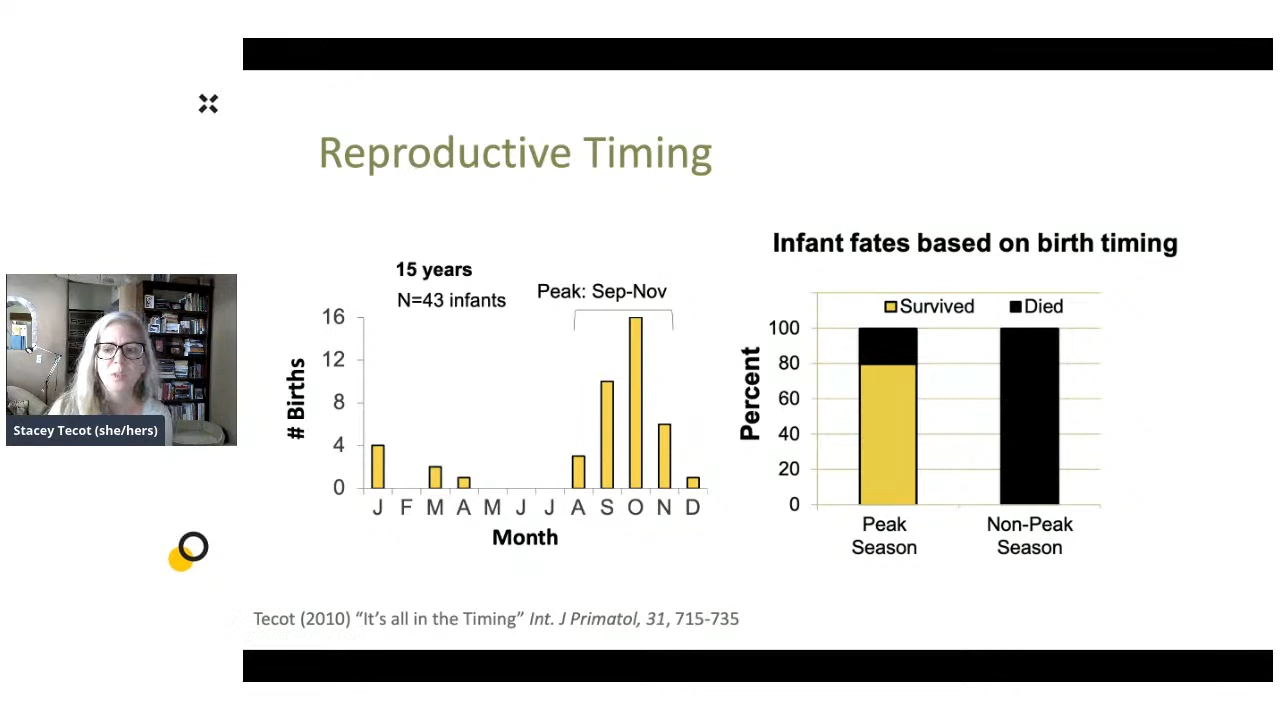 Reproductive Timing
15 years
N=43 infants
Peak: Sep-Nov
# Births
16
12
8
4
0
J F M A M J J A S O N D
Month
Infant fates based on birth timing
Survived Died
Percent
100
80
60
40
20
0
Peak
Season
Non-Peak
Season
Stacey Tecot (she/hers)
Tecot (2010) “It’s all in the Timing” Int. J Primatol, 31, 715-735